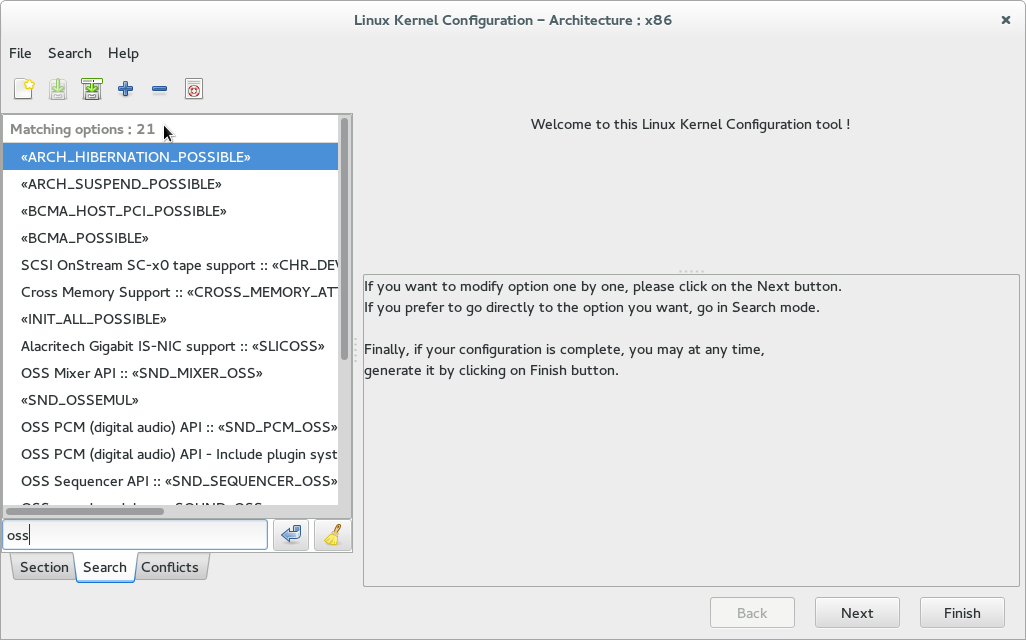 Linux Kernel Configuration – Architecture : x86
File Search Help
Matching options : 21
«ARCH_HIBERNATION_POSSIBLE»
«ARCH_SUSPEND_POSSIBLE»
«BCMA_HOST_PCI_POSSIBLE»
«BCMA_POSSIBLE»
SCSI OnStream SC-x0 tape support :: «CHR_DEV
Cross Memory Support :: «CROSS_MEMORY_ATT
«INIT_ALL_POSSIBLE»
Alacritech Gigabit IS-NIC support :: «SLICOSS»
OSS Mixer API :: «SND_MIXER_OSS»
«SND_OSSEMUL»
OSS PCM (digital audio) API :: «SND_PCM_OSS»
OSS PCM (digital audio) API - Include plugin syst
OSS Sequencer API :: «SND_SEQUENCER_OSS»
oss
Section Search Conflicts
Welcome to this Linux Kernel Configuration tool !
If you want to modify option one by one, please click on the Next button.
If you prefer to go directly to the option you want, go in Search mode.
Finally, if your configuration is complete, you may at any time,
generate it by clicking on Finish button.
Back Next Finish